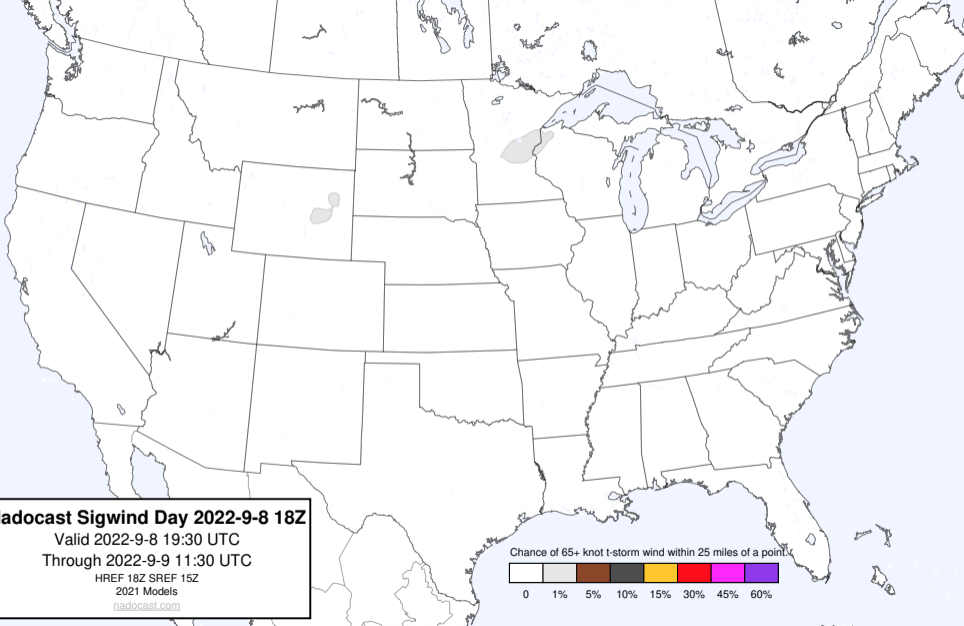 adocast Sigwind Day 2022-9-8 18Z
Valid 2022-9-8 19:30 UTC
Through 2022-9-9 11:30 UTC
HREF 18Z SREF 15Z
2021 Models
nadocast.com
Chance of 65+ knot t-storm wind within 25 miles of a point.
0 1% 5% 10% 15% 30% 45% 60%